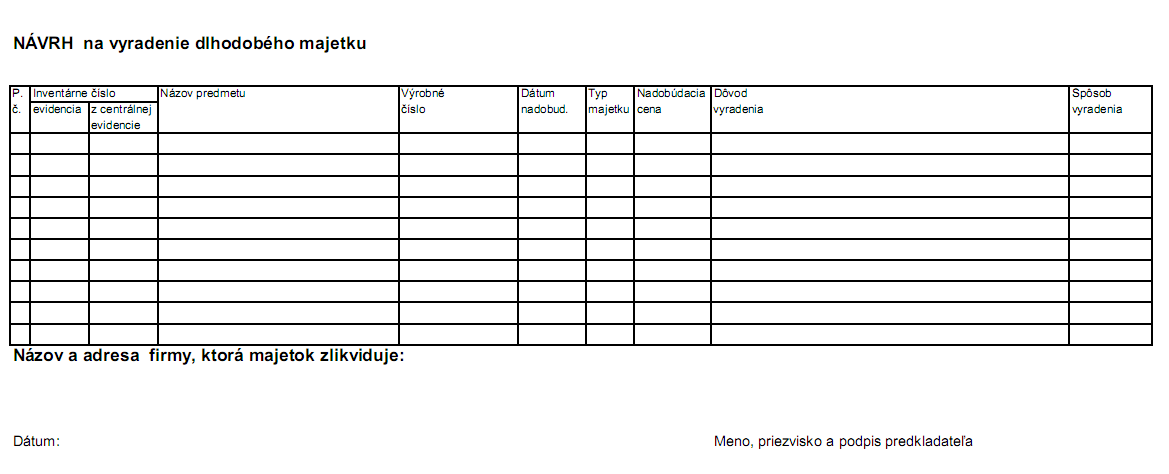 NÁVRH na vyradenie dlhodobého majetku
P. Inventárne číslo Názov predmetu Výrobné Dátum Typ Nadobúdacia Dôvod Spôsob
č. evidencia z centrálnej číslo nadobud. majetku cena vyradenia vyradenia
evidencie
Názov a adresa firmy, ktorá majetok zlikviduje:
Dátum: Meno, priezvisko a podpis predkladateľa